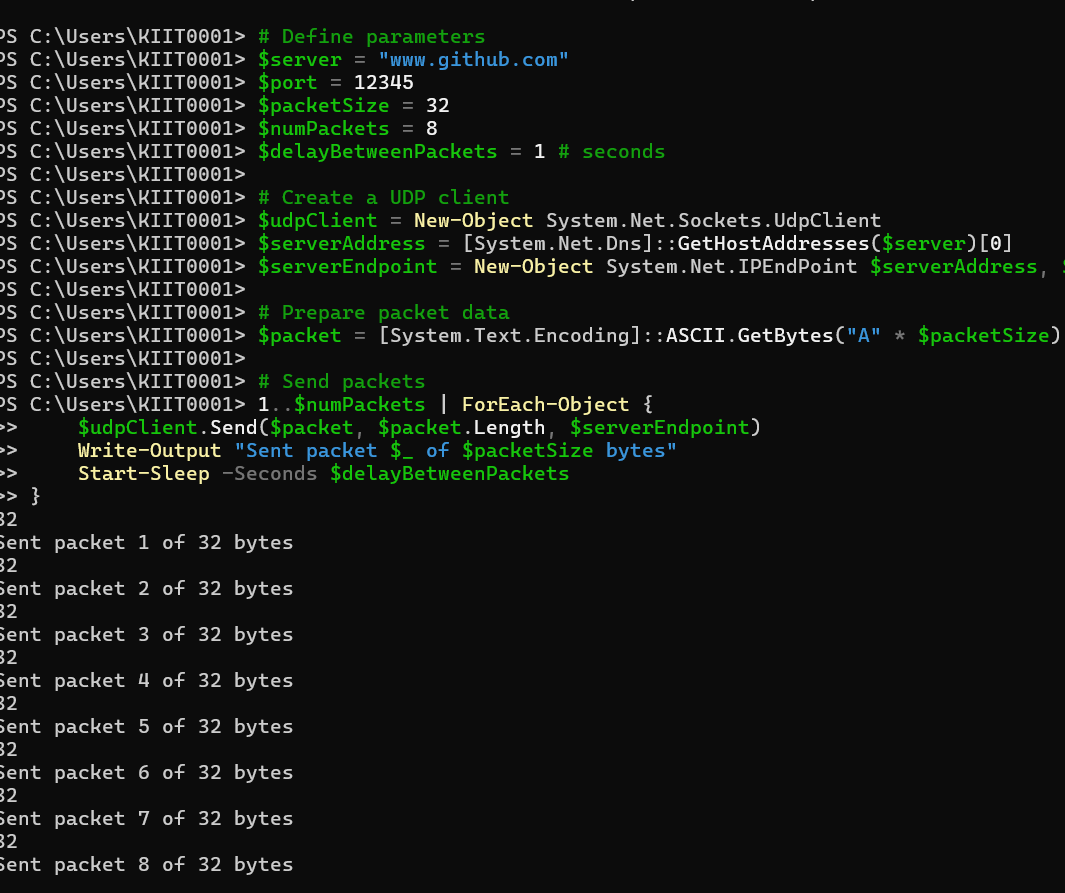 PS C:\Users\KIIT0001> # Define parameters
PS C:\Users\KIIT0001> $server = "www.github.com"
PS C:\Users\KIIT0001> $port = 12345
PS C:\Users\KIIT0001> $packetSize = 32
PS C:\Users\KIIT0001> $numPackets = 8
PS C:\Users\KIIT0001> $delayBetweenPackets = 1 # seconds
PS C:\Users\KIIT0001>
PS C:\Users\KIIT0001> # Create a UDP client
PS C:\Users\KIIT0001> $udpClient = New-Object System.Net.Sockets.UdpClient
PS C:\Users\KIIT0001> $serverAddress = [System.Net.Dns]::GetHostAddresses($server)[0]
PS C:\Users\KIIT0001> $serverEndpoint = New-Object System.Net.IPEndPoint $serverAddress,
PS C:\Users\KIIT0001>
PS C:\Users\KIIT0001> # Prepare packet data
PS C:\Users\KIIT0001> $packet = [System.Text.Encoding]::ASCII.GetBytes("A" * $packetSize)
PS C:\Users\KIIT0001>
PS C:\Users\KIIT0001> # Send packets
PS C:\Users\KIIT0001> 1..$numPackets | ForEach-Object {
>>     $udpClient.Send($packet, $packet.Length, $serverEndpoint)
>>     Write-Output "Sent packet $_ of $packetSize bytes"
>>     Start-Sleep -Seconds $delayBetweenPackets
>> }
32
Sent packet 1 of 32 bytes
32
Sent packet 2 of 32 bytes
32
Sent packet 3 of 32 bytes
32
Sent packet 4 of 32 bytes
32
Sent packet 5 of 32 bytes
32
Sent packet 6 of 32 bytes
32
Sent packet 7 of 32 bytes
32
Sent packet 8 of 32 bytes